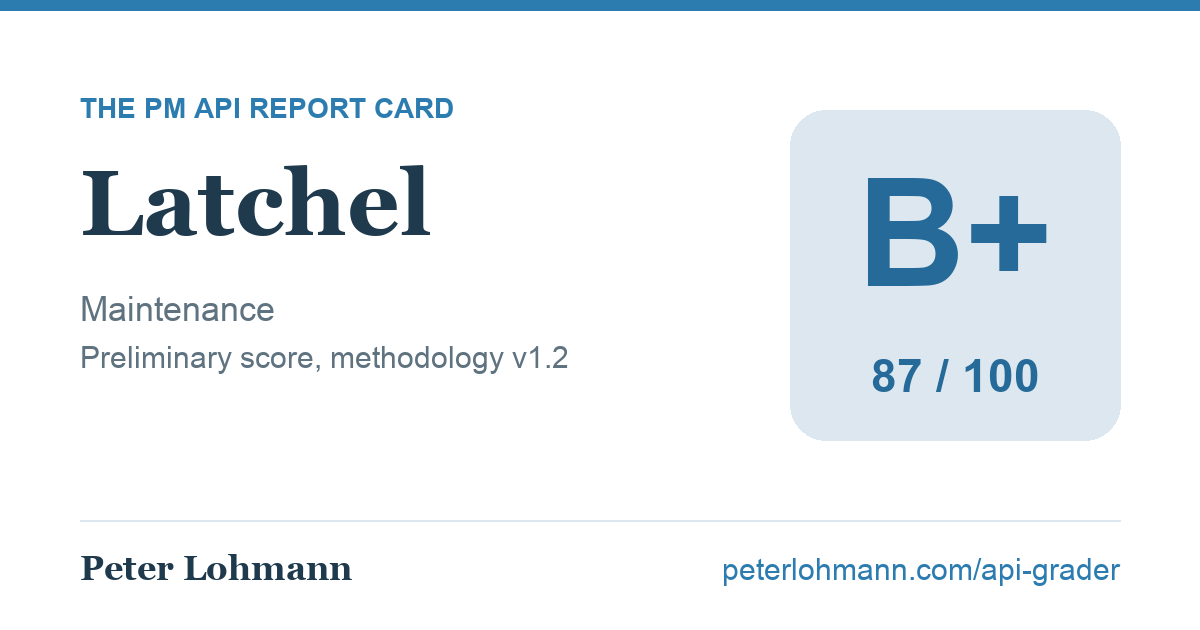 THE PM API REPORT CARD
Latchel
Maintenance
Preliminary score, methodology v1.2
B+
87 / 100
Peter Lohmann
peterlohmann.com/api-grader